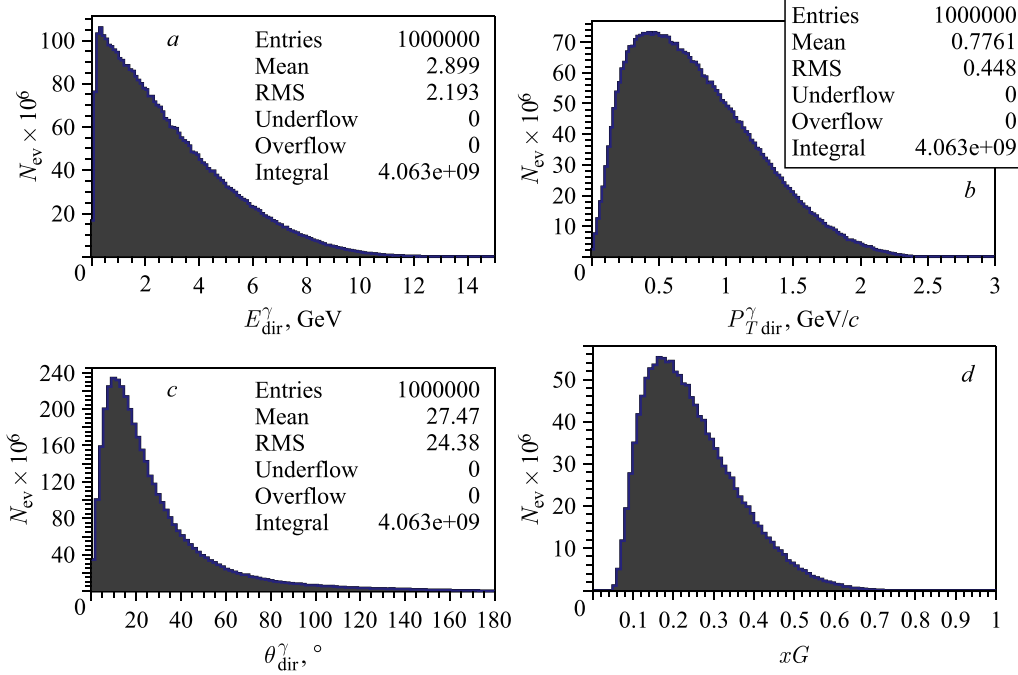 a
Entries 1000000
Mean 2.899
RMS 2.193
Underflow 0
Overflow 0
Integral 4.063e+09
N_ev × 10^6
100
80
60
40
20
0
2 4 6 8 10 12 14
E^γ_dir, GeV
Entries 1000000
Mean 0.7761
RMS 0.448
Underflow 0
Overflow 0
Integral 4.063e+09
b
N_ev × 10^6
70
60
50
40
30
20
10
0
0.5 1 1.5 2 2.5 3
P^γ_T dir, GeV/c
c
Entries 1000000
Mean 27.47
RMS 24.38
Underflow 0
Overflow 0
Integral 4.063e+09
N_ev × 10^6
240
200
160
120
80
40
0
20 40 60 80 100 120 140 160 180
θ^γ_dir, °
d
N_ev × 10^6
50
40
30
20
10
0
0.1 0.2 0.3 0.4 0.5 0.6 0.7 0.8 0.9 1
xG